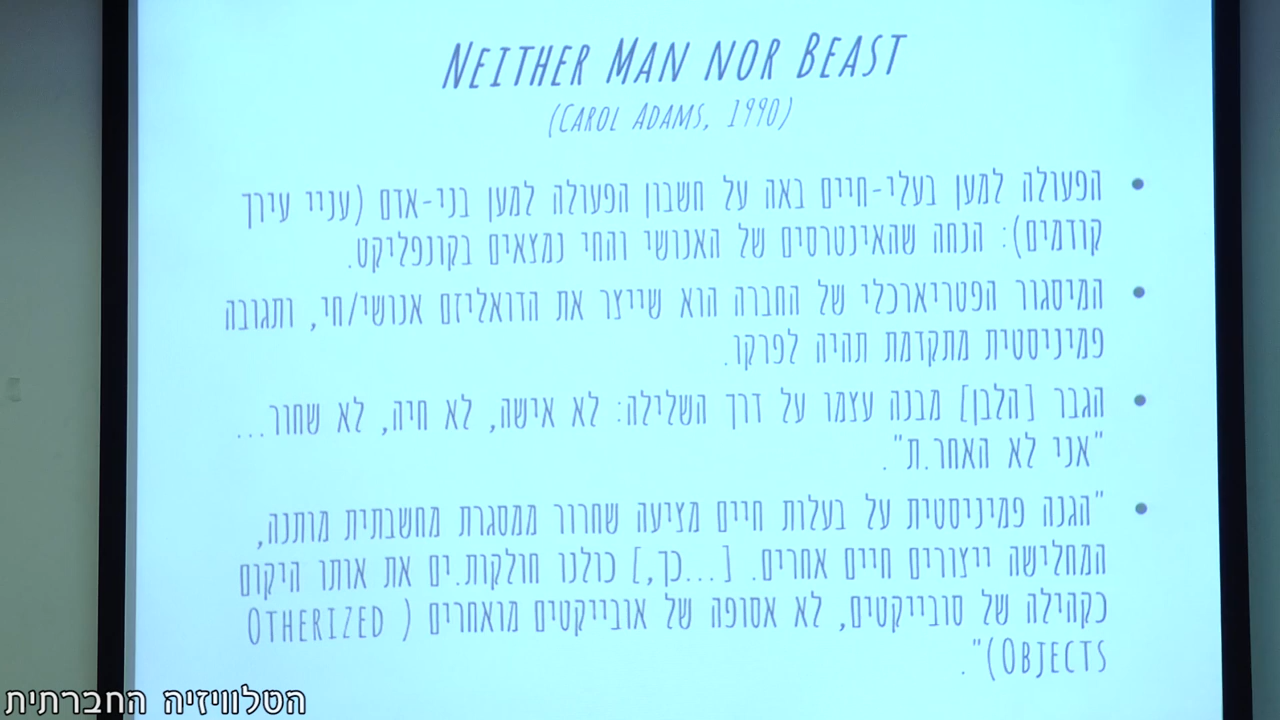 NEITHER MAN NOR BEAST
(CAROL ADAMS, 1990)
• הפעולה למען בעלי-חיים באה על חשבון הפעולה למען בני-אדם (עניי עירך
קודמים): הנחה שהאינטרסים של האנושי והחי נמצאים בקונפליקט.
• המיסגור הפטריארכלי של החברה הוא שייצר את הדואליזם אנושי/חי, ותגובה
פמיניסטית מתקדמת תהיה לפרקו.
• הגבר [הלבן] מבנה עצמו על דרך השלילה: לא אישה, לא חיה, לא שחור...
"אני לא האחר.ת".
• "הגנה פמיניסטית על בעלות חיים מציעה שחרור ממסגרת מחשבתית מותנה,
המחלישה ייצורים חיים אחרים. [...כך,] כולנו חולקות.ים את אותו היקום
כקהילה של סובייקטים, לא אסופה של אובייקטים מואחרים ( OTHERIZED
OBJECTS)".
הטלוויזיה החברתית